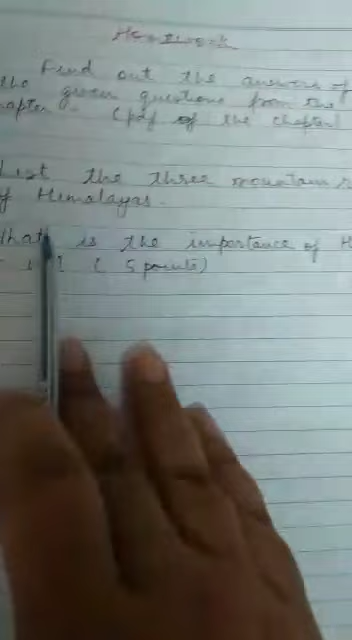 Homework
Find out the answers of
the given questions from the
chapter - (pdf of the chapter)
List the three mountain
of Himalayas.
What is the importance of
( 5 points)